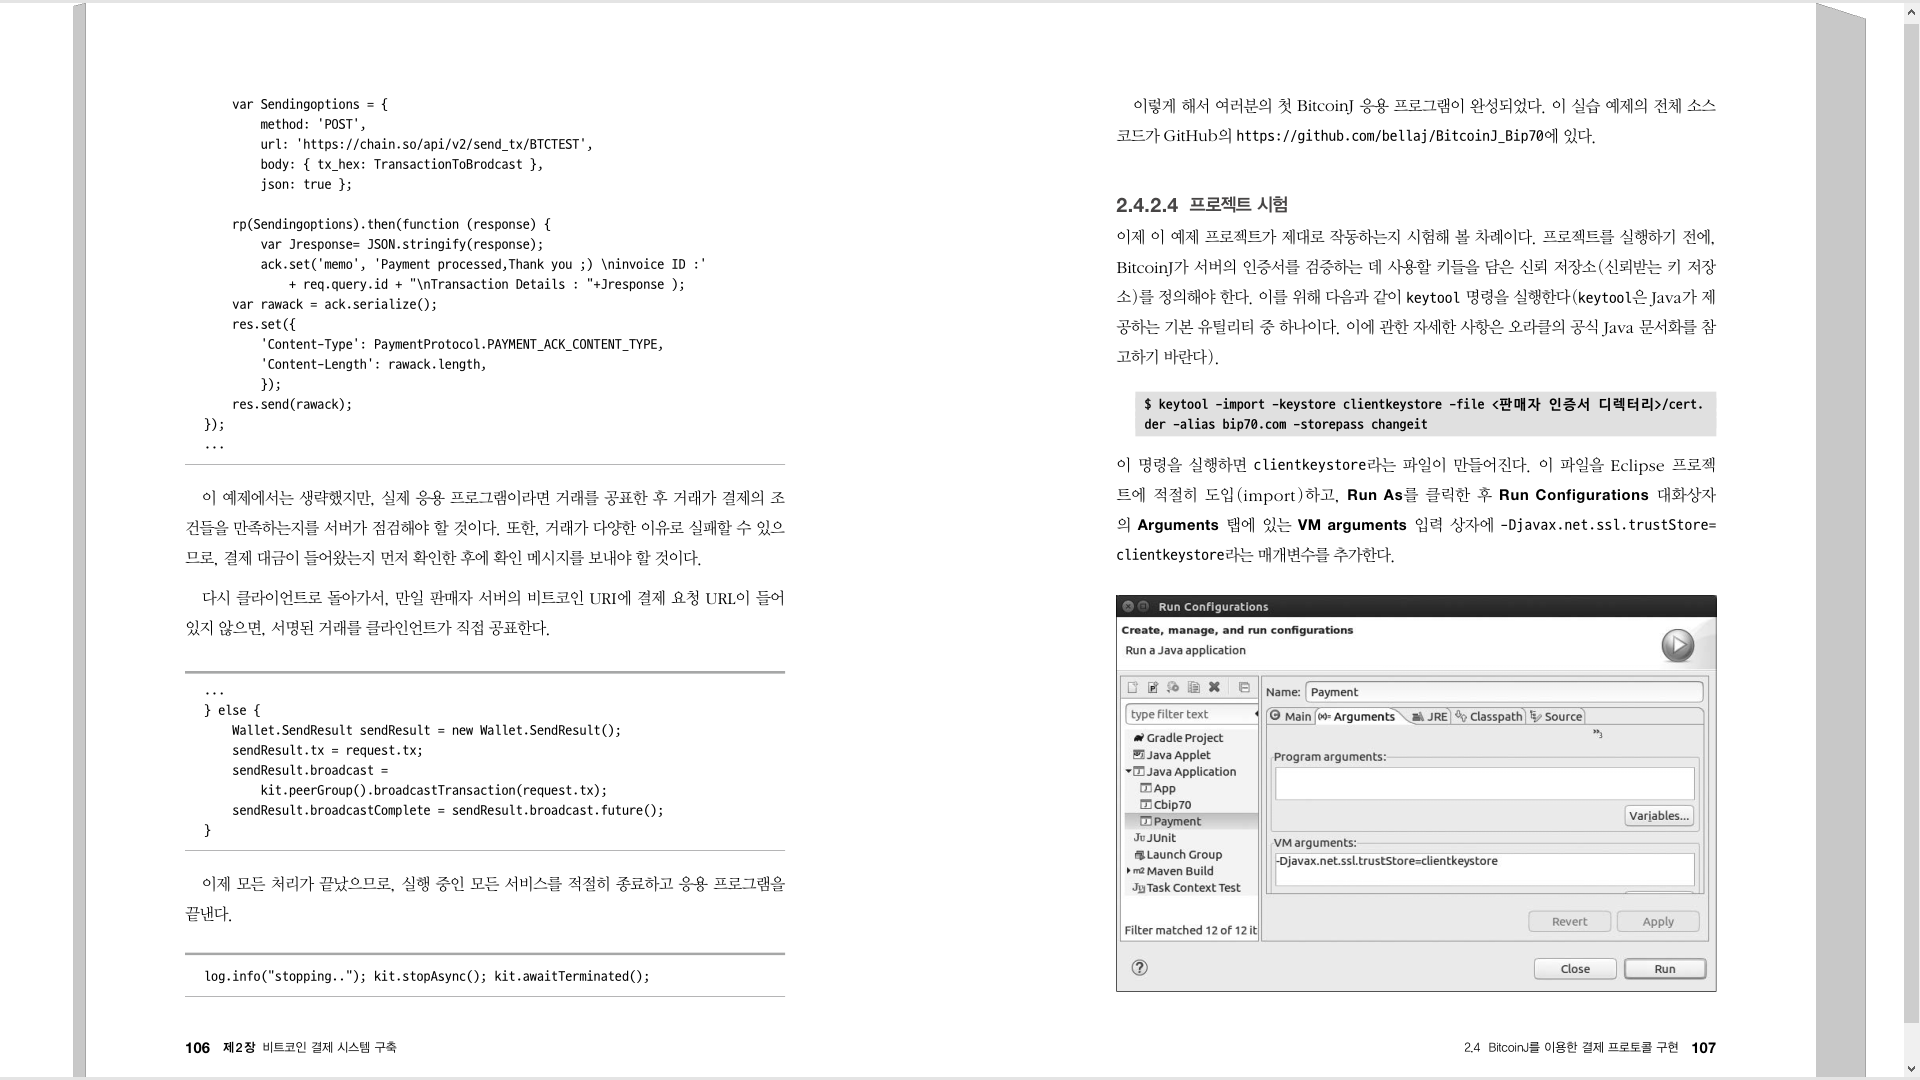 var Sendingoptions = {
method: 'POST',
url: 'https://chain.so/api/v2/send_tx/BTCTEST',
body: { tx_hex: TransactionToBrodcast },
json: true };
rp(Sendingoptions).then(function (response) {
var Jresponse= JSON.stringify(response);
ack.set('memo', 'Payment processed,Thank you ;) \ninvoice ID :'
+ req.query.id + "\nTransaction Details : "+Jresponse );
var rawack = ack.serialize();
res.set({
'Content-Type': PaymentProtocol.PAYMENT_ACK_CONTENT_TYPE,
'Content-Length': rawack.length,
});
res.send(rawack);
});
...
이 예제에서는 생략했지만, 실제 응용 프로그램이라면 거래를 공표한 후 거래가 결제의 조
건들을 만족하는지를 서버가 점검해야 할 것이다. 또한, 거래가 다양한 이유로 실패할 수 있으
므로, 결제 대금이 들어왔는지 먼저 확인한 후에 확인 메시지를 보내야 할 것이다.
다시 클라이언트로 돌아가서, 만일 판매자 서버의 비트코인 URI에 결제 요청 URL이 들어
있지 않으면, 서명된 거래를 클라인언트가 직접 공표한다.
...
} else {
Wallet.SendResult sendResult = new Wallet.SendResult();
sendResult.tx = request.tx;
sendResult.broadcast =
kit.peerGroup().broadcastTransaction(request.tx);
sendResult.broadcastComplete = sendResult.broadcast.future();
}
이제 모든 처리가 끝났으므로, 실행 중인 모든 서비스를 적절히 종료하고 응용 프로그램을
끝낸다.
log.info("stopping.."); kit.stopAsync(); kit.awaitTerminated();
106 제2장 비트코인 결제 시스템 구축
이렇게 해서 여러분의 첫 BitcoinJ 응용 프로그램이 완성되었다. 이 실습 예제의 전체 소스
코드가 GitHub의 https://github.com/bellaj/BitcoinJ_Bip70에 있다.
2.4.2.4 프로젝트 시험
이제 이 예제 프로젝트가 제대로 작동하는지 시험해 볼 차례이다. 프로젝트를 실행하기 전에,
BitcoinJ가 서버의 인증서를 검증하는 데 사용할 키들을 담은 신뢰 저장소(신뢰받는 키 저장
소)를 정의해야 한다. 이를 위해 다음과 같이 keytool 명령을 실행한다(keytool은 Java가 제
공하는 기본 유틸리티 중 하나이다. 이에 관한 자세한 사항은 오라클의 공식 Java 문서화를 참
고하기 바란다).
$ keytool -import -keystore clientkeystore -file <판매자 인증서 디렉터리>/cert.
der -alias bip70.com -storepass changeit
이 명령을 실행하면 clientkeystore라는 파일이 만들어진다. 이 파일을 Eclipse 프로젝
트에 적절히 도입(import)하고, Run As를 클릭한 후 Run Configurations 대화상자
의 Arguments 탭에 있는 VM arguments 입력 상자에 -Djavax.net.ssl.trustStore=
clientkeystore라는 매개변수를 추가한다.
Run Configurations
Create, manage, and run configurations
Run a Java application
type filter text
Gradle Project
Java Applet
Java Application
App
Cbip70
Payment
JUnit
Launch Group
Maven Build
Task Context Test
Filter matched 12 of 12 it
Name: Payment
Main Arguments JRE Classpath Source
Program arguments:
Variables...
VM arguments:
-Djavax.net.ssl.trustStore=clientkeystore
Revert Apply
Close Run
2.4 BitcoinJ를 이용한 결제 프로토콜 구현 107